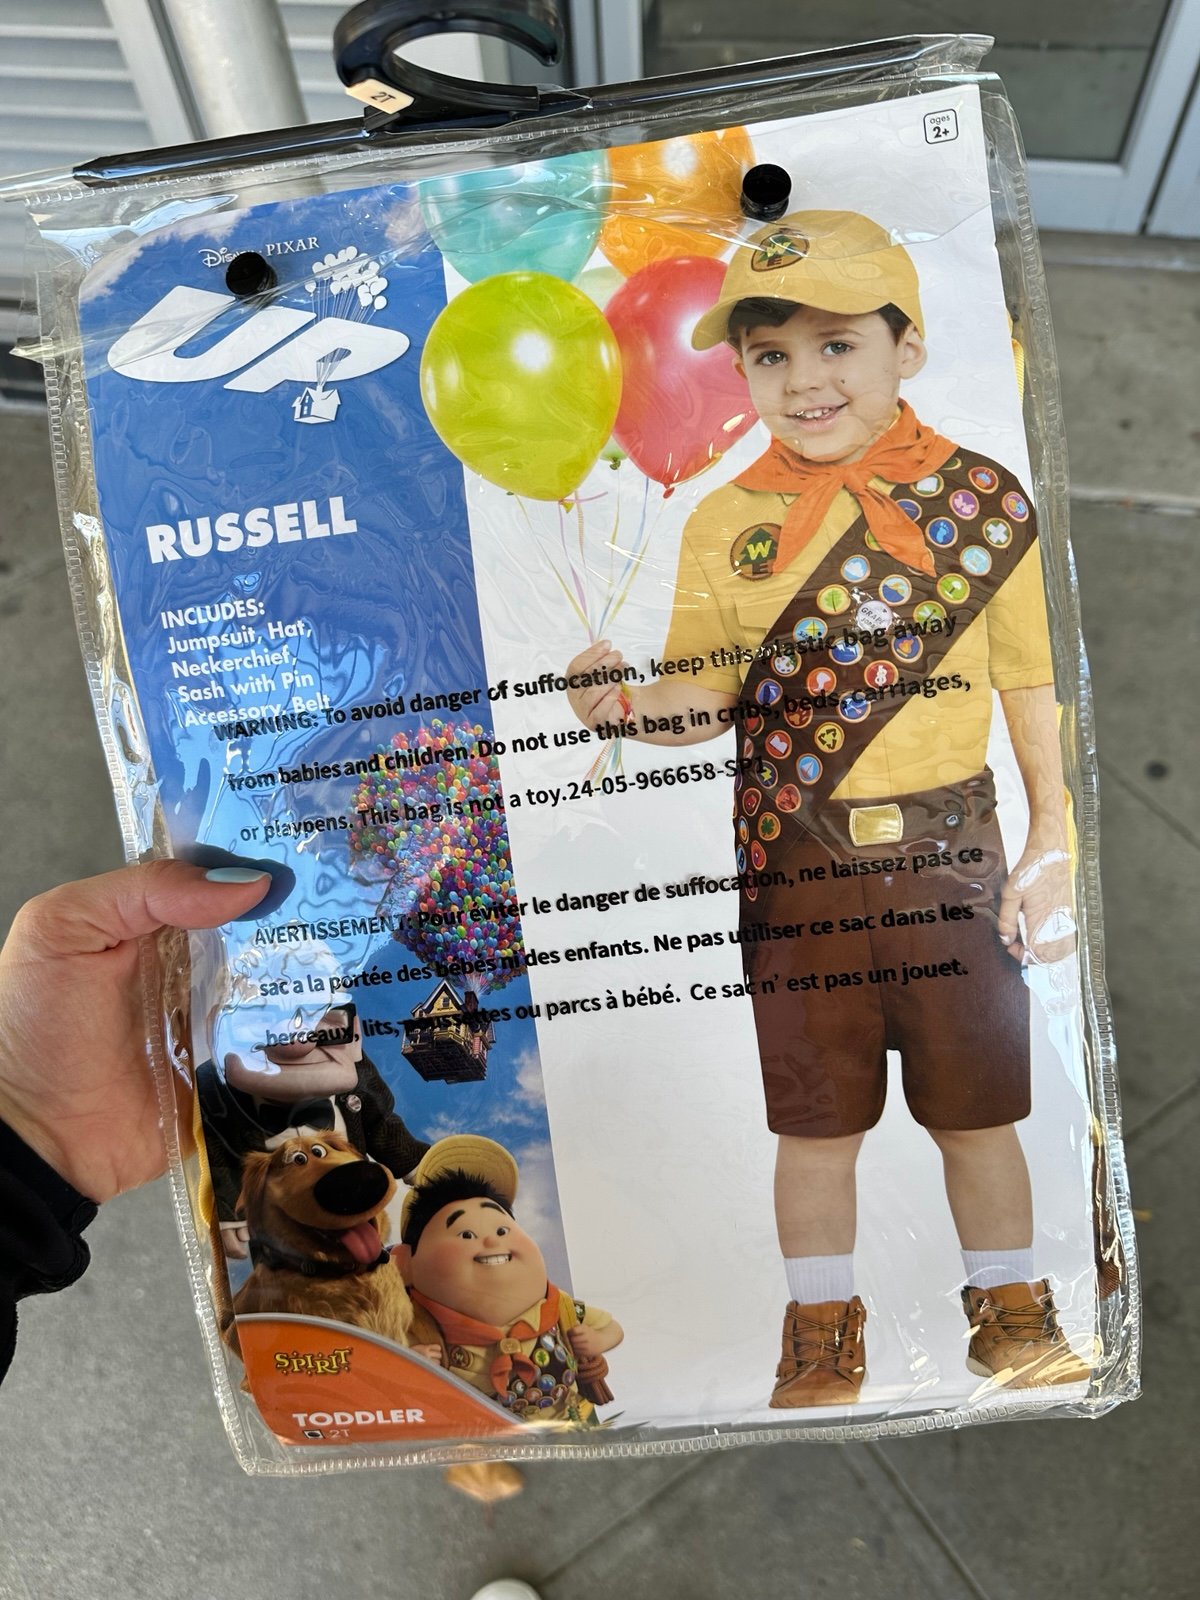 2T
ages
2+
Disney PIXAR
UP
W
E
RUSSELL
INCLUDES:
Jumpsuit, Hat,
Neckerchief,
Sash with Pin
Accessory, Belt
W
E
GRAPE
WARNING: To avoid danger of suffocation, keep this plastic bag away
from babies and children. Do not use this bag in cribs, beds, carriages,
or playpens. This bag is not a toy.24-05-966658-SP1
AVERTISSEMENT: Pour éviter le danger de suffocation, ne laissez pas ce
sac a la portée des bébés ni des enfants. Ne pas utiliser ce sac dans les
berceaux, lits, poussettes ou parcs à bébé. Ce sac n' est pas un jouet.
SPIRIT
TODDLER
2T